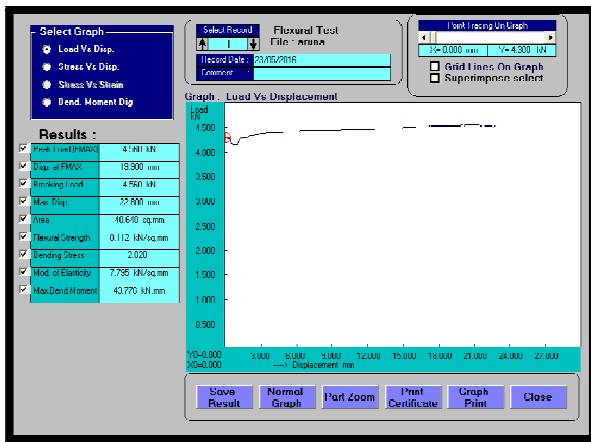 Select Graph
Load Vs Disp.
Stress Vs Disp.
Stress Vs Strain
Bend. Moment Dig
Select Record
1
Flexural Test
File : aruna
Record Date :
23/05/2016
Comment :
Point Tracing On Graph
X= 0.000 mm
Y= 4.300 kN
Grid Lines On Graph
Superimpose select
Results :
Peak Load (FMAX)
4.560 kN
Disp. at FMAX
19.900 mm
Breaking Load
4.560 kN
Max. Disp.
22.800 mm
Area
40.640 sq.mm
Flexural Strength
0.112 kN/sq.mm
Bending Stress
2.020
Mod. of Elasticity
7.795 kN/sq.mm
Max.Bend.Moment
43.776 kN.mm
Graph : Load Vs Displacement
Load
kN
4.500
4.000
3.500
3.000
2.500
2.000
1.500
1.000
0.500
Y0=0.000
X0=0.000
3.000 6.000 9.000 12.000 15.000 18.000 21.000 24.000 27.000
----> Displacement mm
Save Result
Normal Graph
Part Zoom
Print Certificate
Graph Print
Close